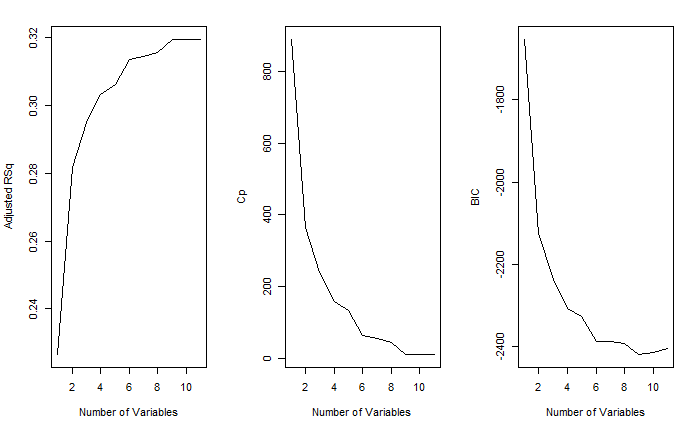 Adjusted RSq
0.32
0.30
0.28
0.26
0.24
2 4 6 8 10
Number of Variables
Cp
800
600
400
200
0
2 4 6 8 10
Number of Variables
BIC
-1800
-2000
-2200
-2400
2 4 6 8 10
Number of Variables